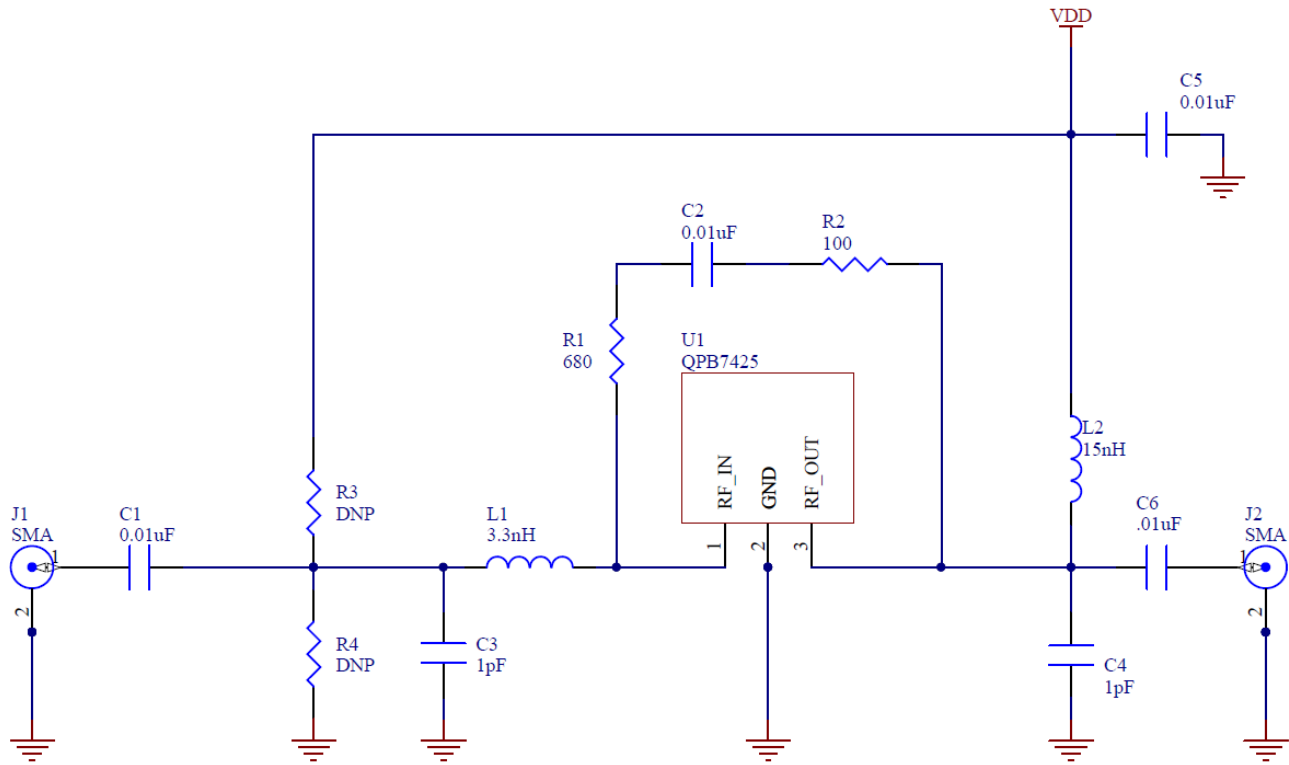 VDD
C5
0.01uF
C2
0.01uF
R2
100
R1
680
U1
QPB7425
RF_IN
GND
RF_OUT
1
2
3
L2
15nH
J1
SMA
1
2
C1
0.01uF
R3
DNP
L1
3.3nH
C6
.01uF
J2
SMA
1
2
R4
DNP
C3
1pF
C4
1pF